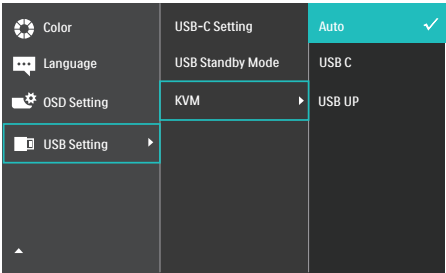 Color
Language
OSD Setting
USB Setting
USB-C Setting
USB Standby Mode
KVM
Auto
USB C
USB UP